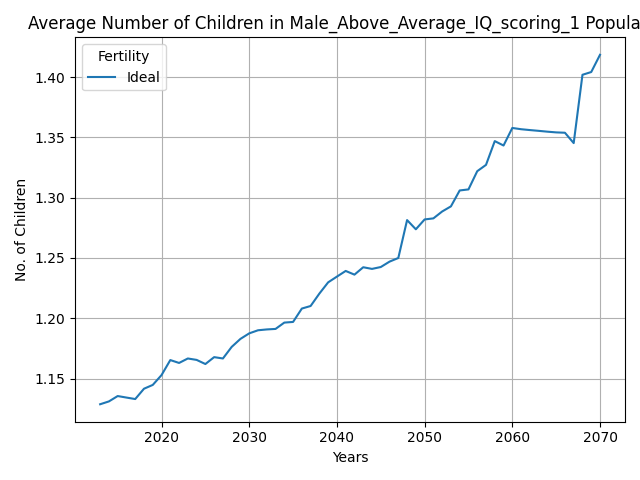 Average Number of Children in Male_Above_Average_IQ_scoring_1 Popula
Fertility
Ideal
No. of Children
1.40
1.35
1.30
1.25
1.20
1.15
2020 2030 2040 2050 2060 2070
Years